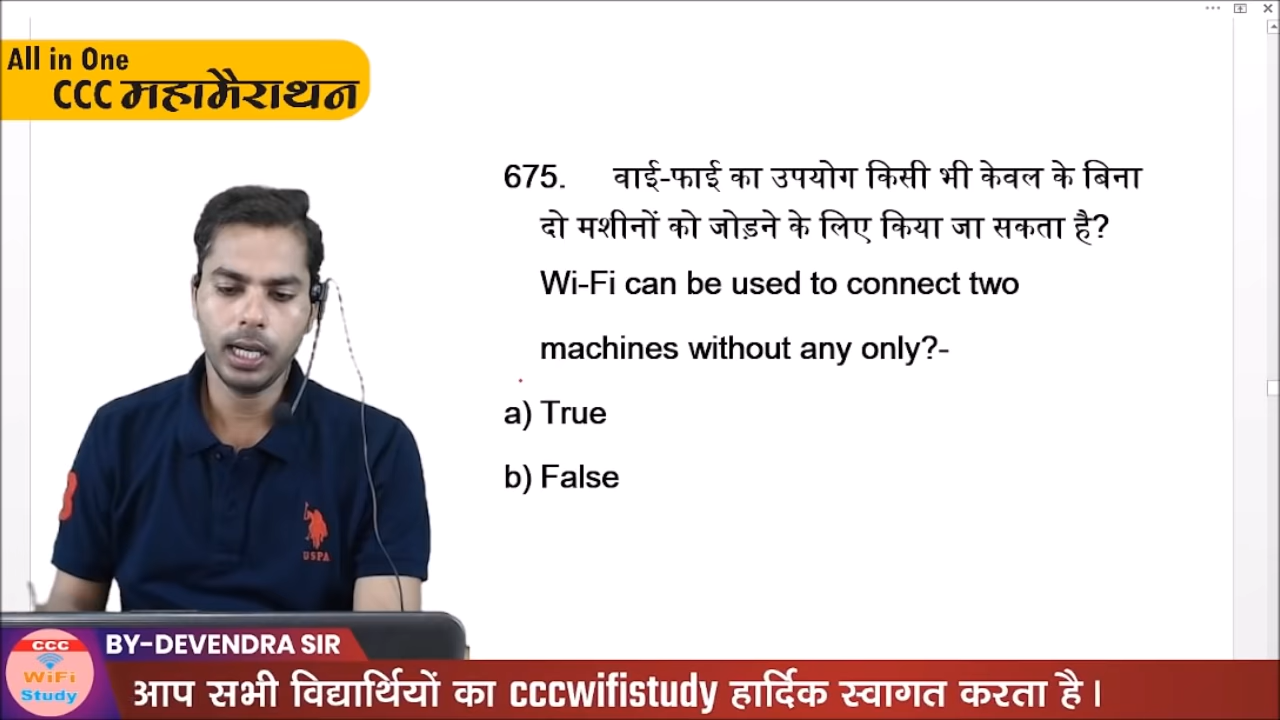 All in One
CCC महामैराथन
675. वाई-फाई का उपयोग किसी भी केवल के बिना
दो मशीनों को जोड़ने के लिए किया जा सकता है?
Wi-Fi can be used to connect two
machines without any only?-
a) True
b) False
USPA
CCC
WiFi
Study
BY-DEVENDRA SIR
आप सभी विद्यार्थियों का cccwifistudy हार्दिक स्वागत करता है।